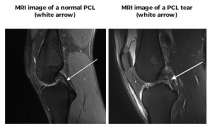 MRI image of a normal PCL
(white arrow)
MRI image of a PCL tear
(white arrow)